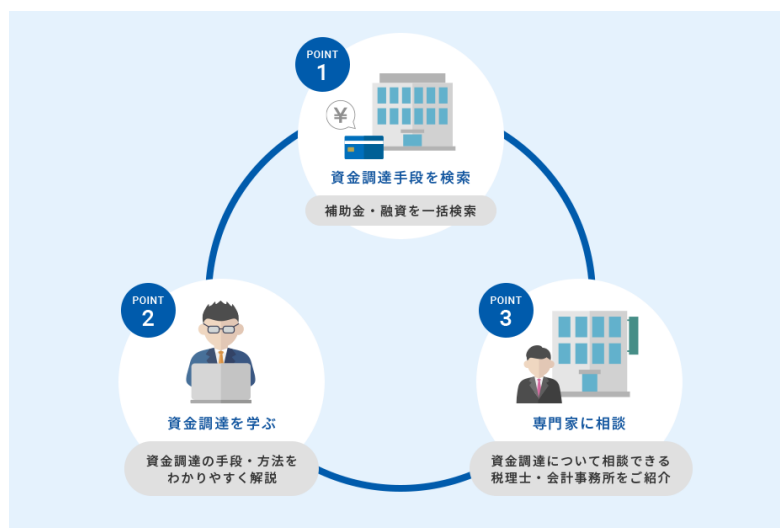 POINT
1
¥
資金調達手段を検索
補助金・融資を一括検索
POINT
2
資金調達を学ぶ
資金調達の手段・方法を
わかりやすく解説
POINT
3
専門家に相談
資金調達について相談できる
税理士・会計事務所をご紹介